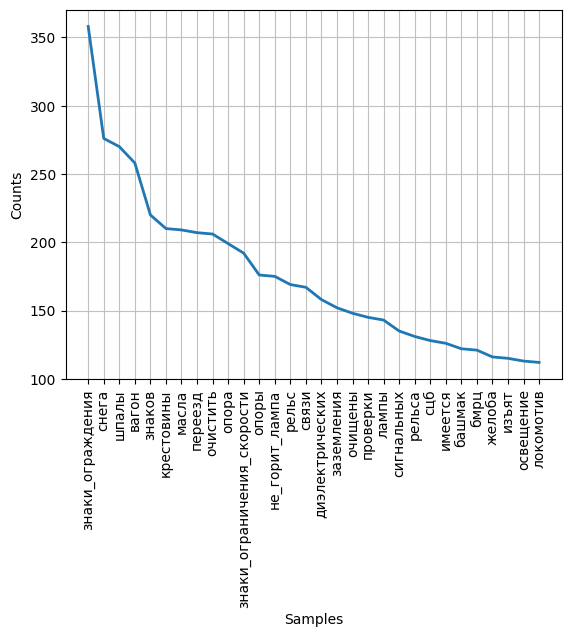 350
300
250
200
150
100
Counts
знаки_ограждения
снега
шпалы
вагон
знаков
крестовины
масла
переезд
очистить
опора
знаки_ограничения_скорости
опоры
не_горит_лампа
рельс
связи
диэлектрических
заземления
очищены
проверки
лампы
сигнальных
рельса
сцб
имеется
башмак
бмрц
желоба
изъят
освещение
локомотив
Samples